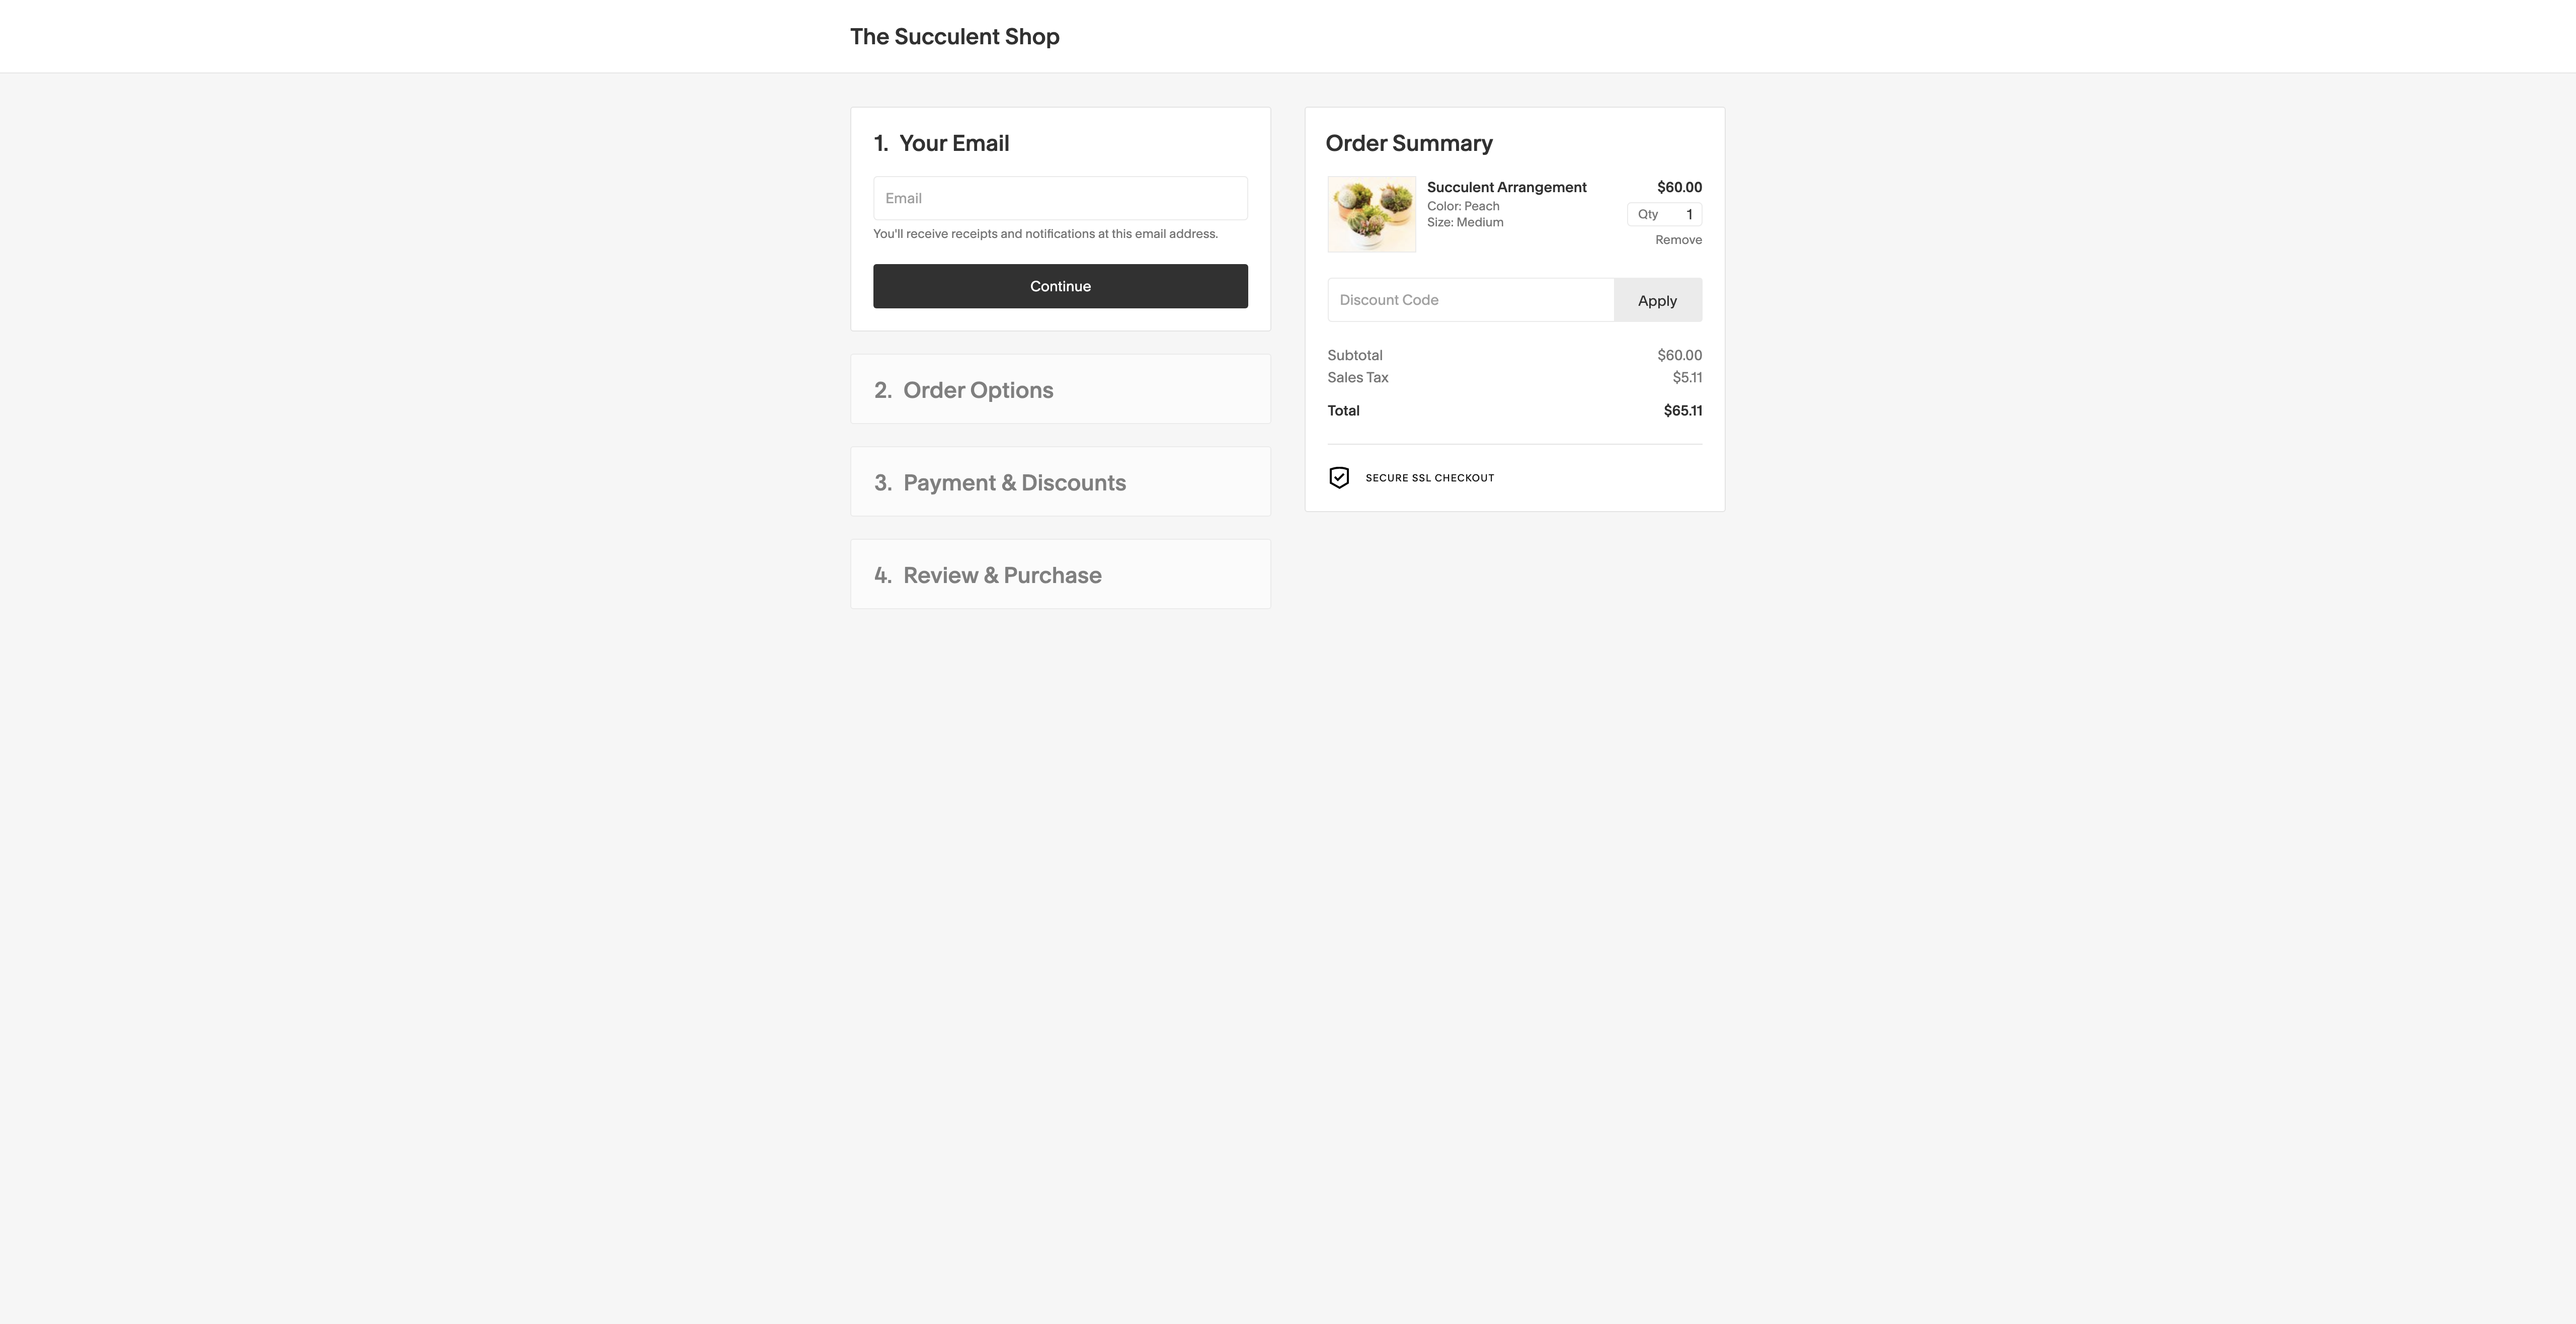 The Succulent Shop
1. Your Email
Email
You'll receive receipts and notifications at this email address.
Continue
2. Order Options
3. Payment & Discounts
4. Review & Purchase
Order Summary
Succulent Arrangement $60.00
Color: Peach
Size: Medium
Qty 1
Remove
Discount Code Apply
Subtotal $60.00
Sales Tax $5.11
Total $65.11
SECURE SSL CHECKOUT